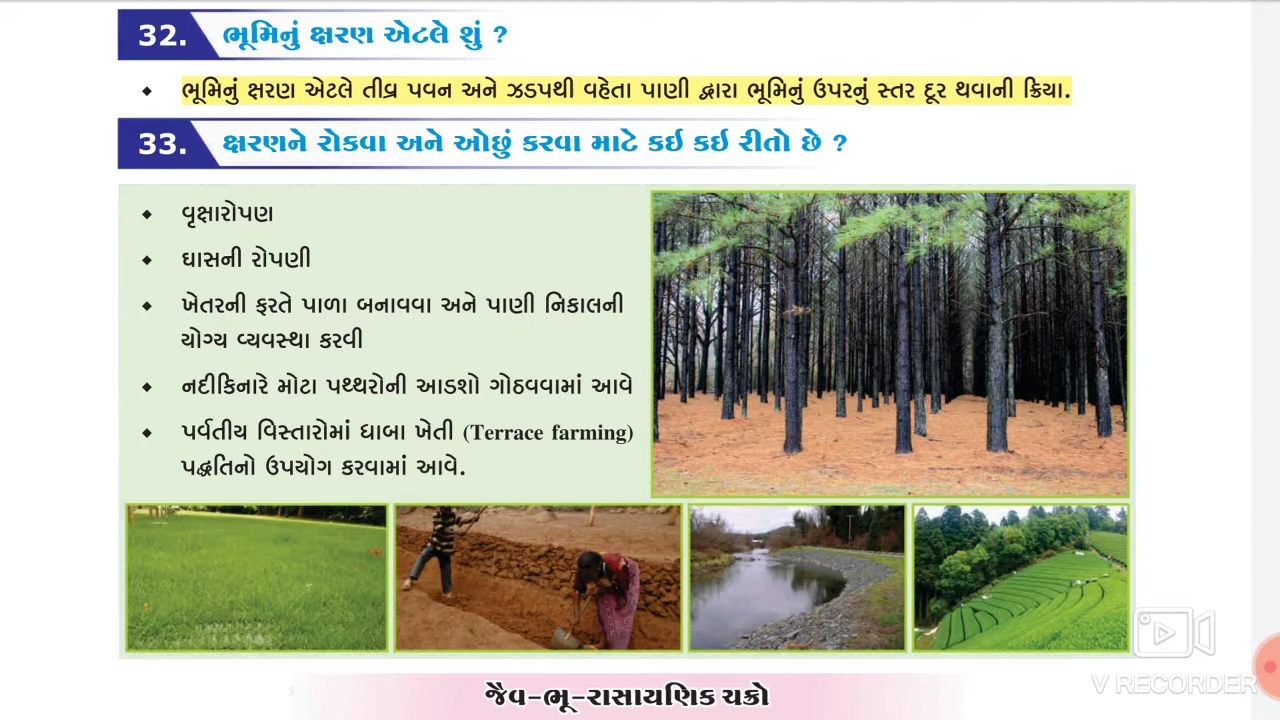 32. ભૂમિનું ક્ષરણ એટલે શું ?
◆ ભૂમિનું ક્ષરણ એટલે તીવ્ર પવન અને ઝડપથી વહેતા પાણી દ્વારા ભૂમિનું ઉપરનું સ્તર દૂર થવાની ક્રિયા.
33. ક્ષરણને રોકવા અને ઓછું કરવા માટે કઇ કઇ રીતો છે ?
◆ વૃક્ષારોપણ
◆ ઘાસની રોપણી
◆ ખેતરની ફરતે પાળા બનાવવા અને પાણી નિકાલની
યોગ્ય વ્યવસ્થા કરવી
◆ નદીકિનારે મોટા પથ્થરોની આડશો ગોઠવવામાં આવે
◆ પર્વતીય વિસ્તારોમાં ધાબા ખેતી (Terrace farming)
પદ્ધતિનો ઉપયોગ કરવામાં આવે.
V RECORDER
જૈવ-ભૂ-રાસાયણિક ચક્રો